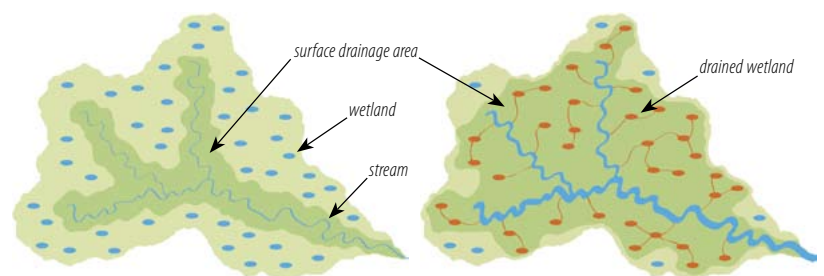 surface drainage area
drained wetland
wetland
stream